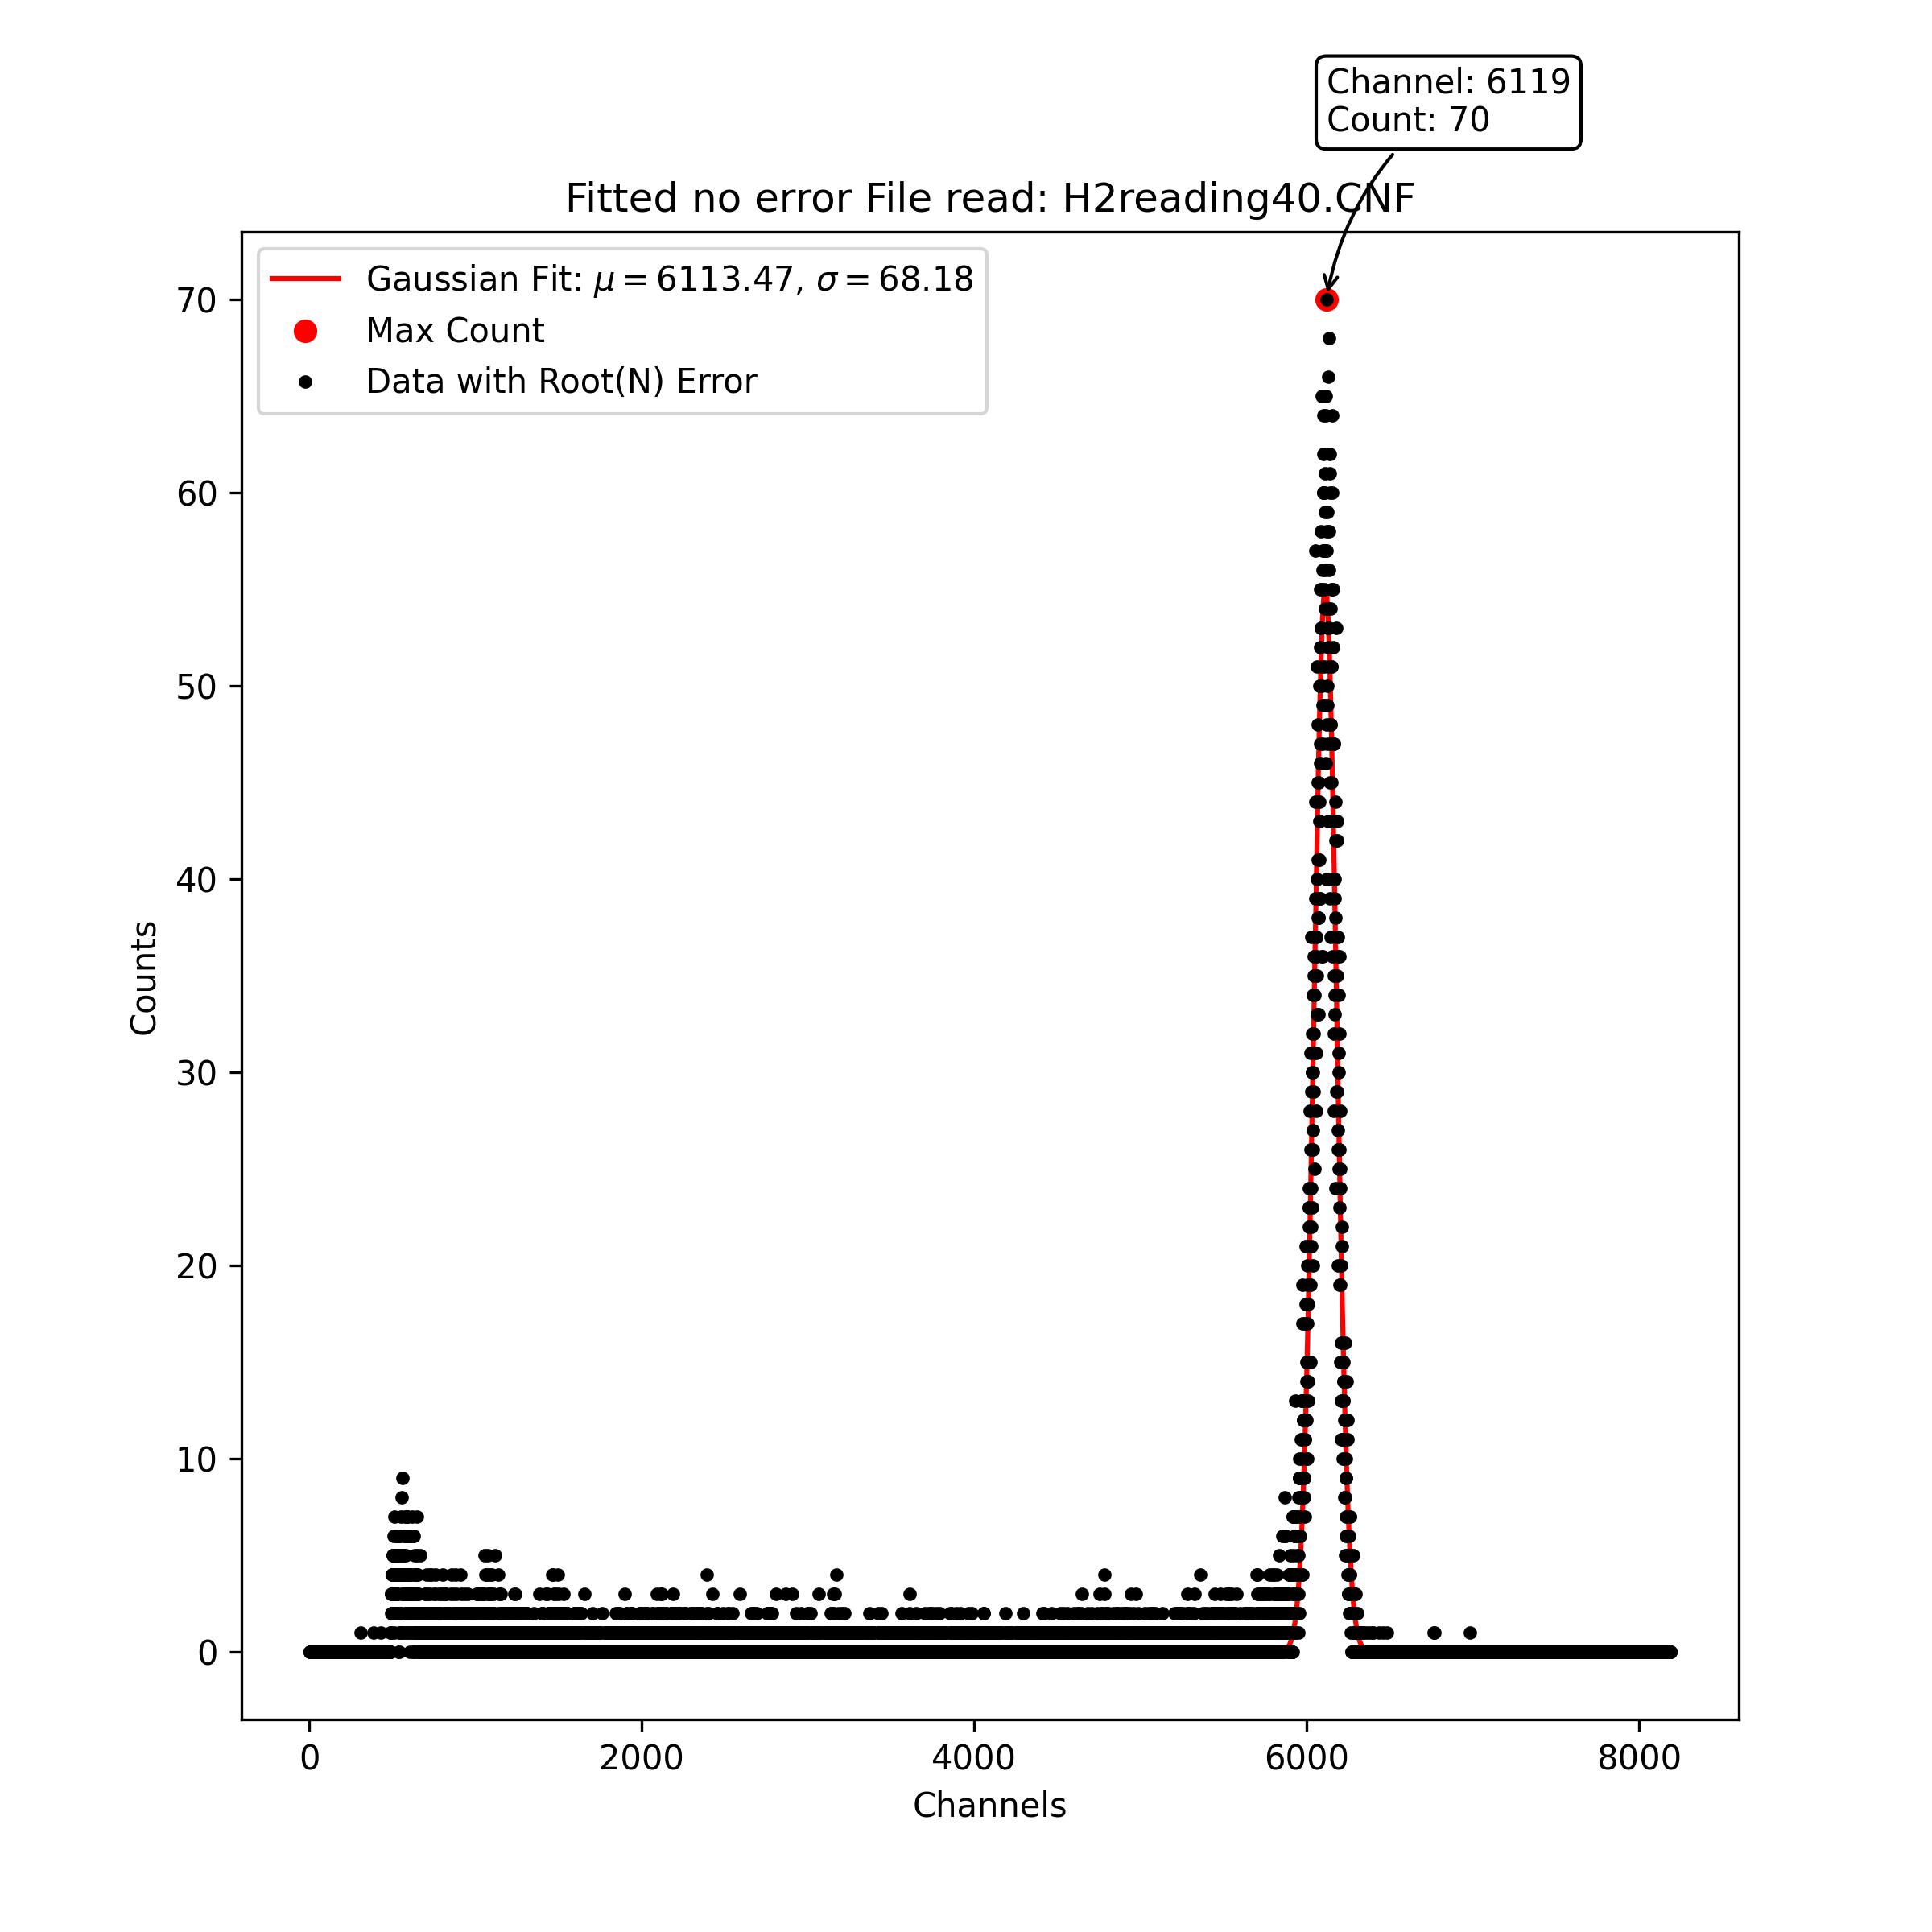 Channel: 6119
Count: 70
Fitted no error File read: H2reading40.CNF
Gaussian Fit: μ = 6113.47, σ = 68.18
Max Count
Data with Root(N) Error
70
60
50
40
30
20
10
0
Counts
0 2000 4000 6000 8000
Channels